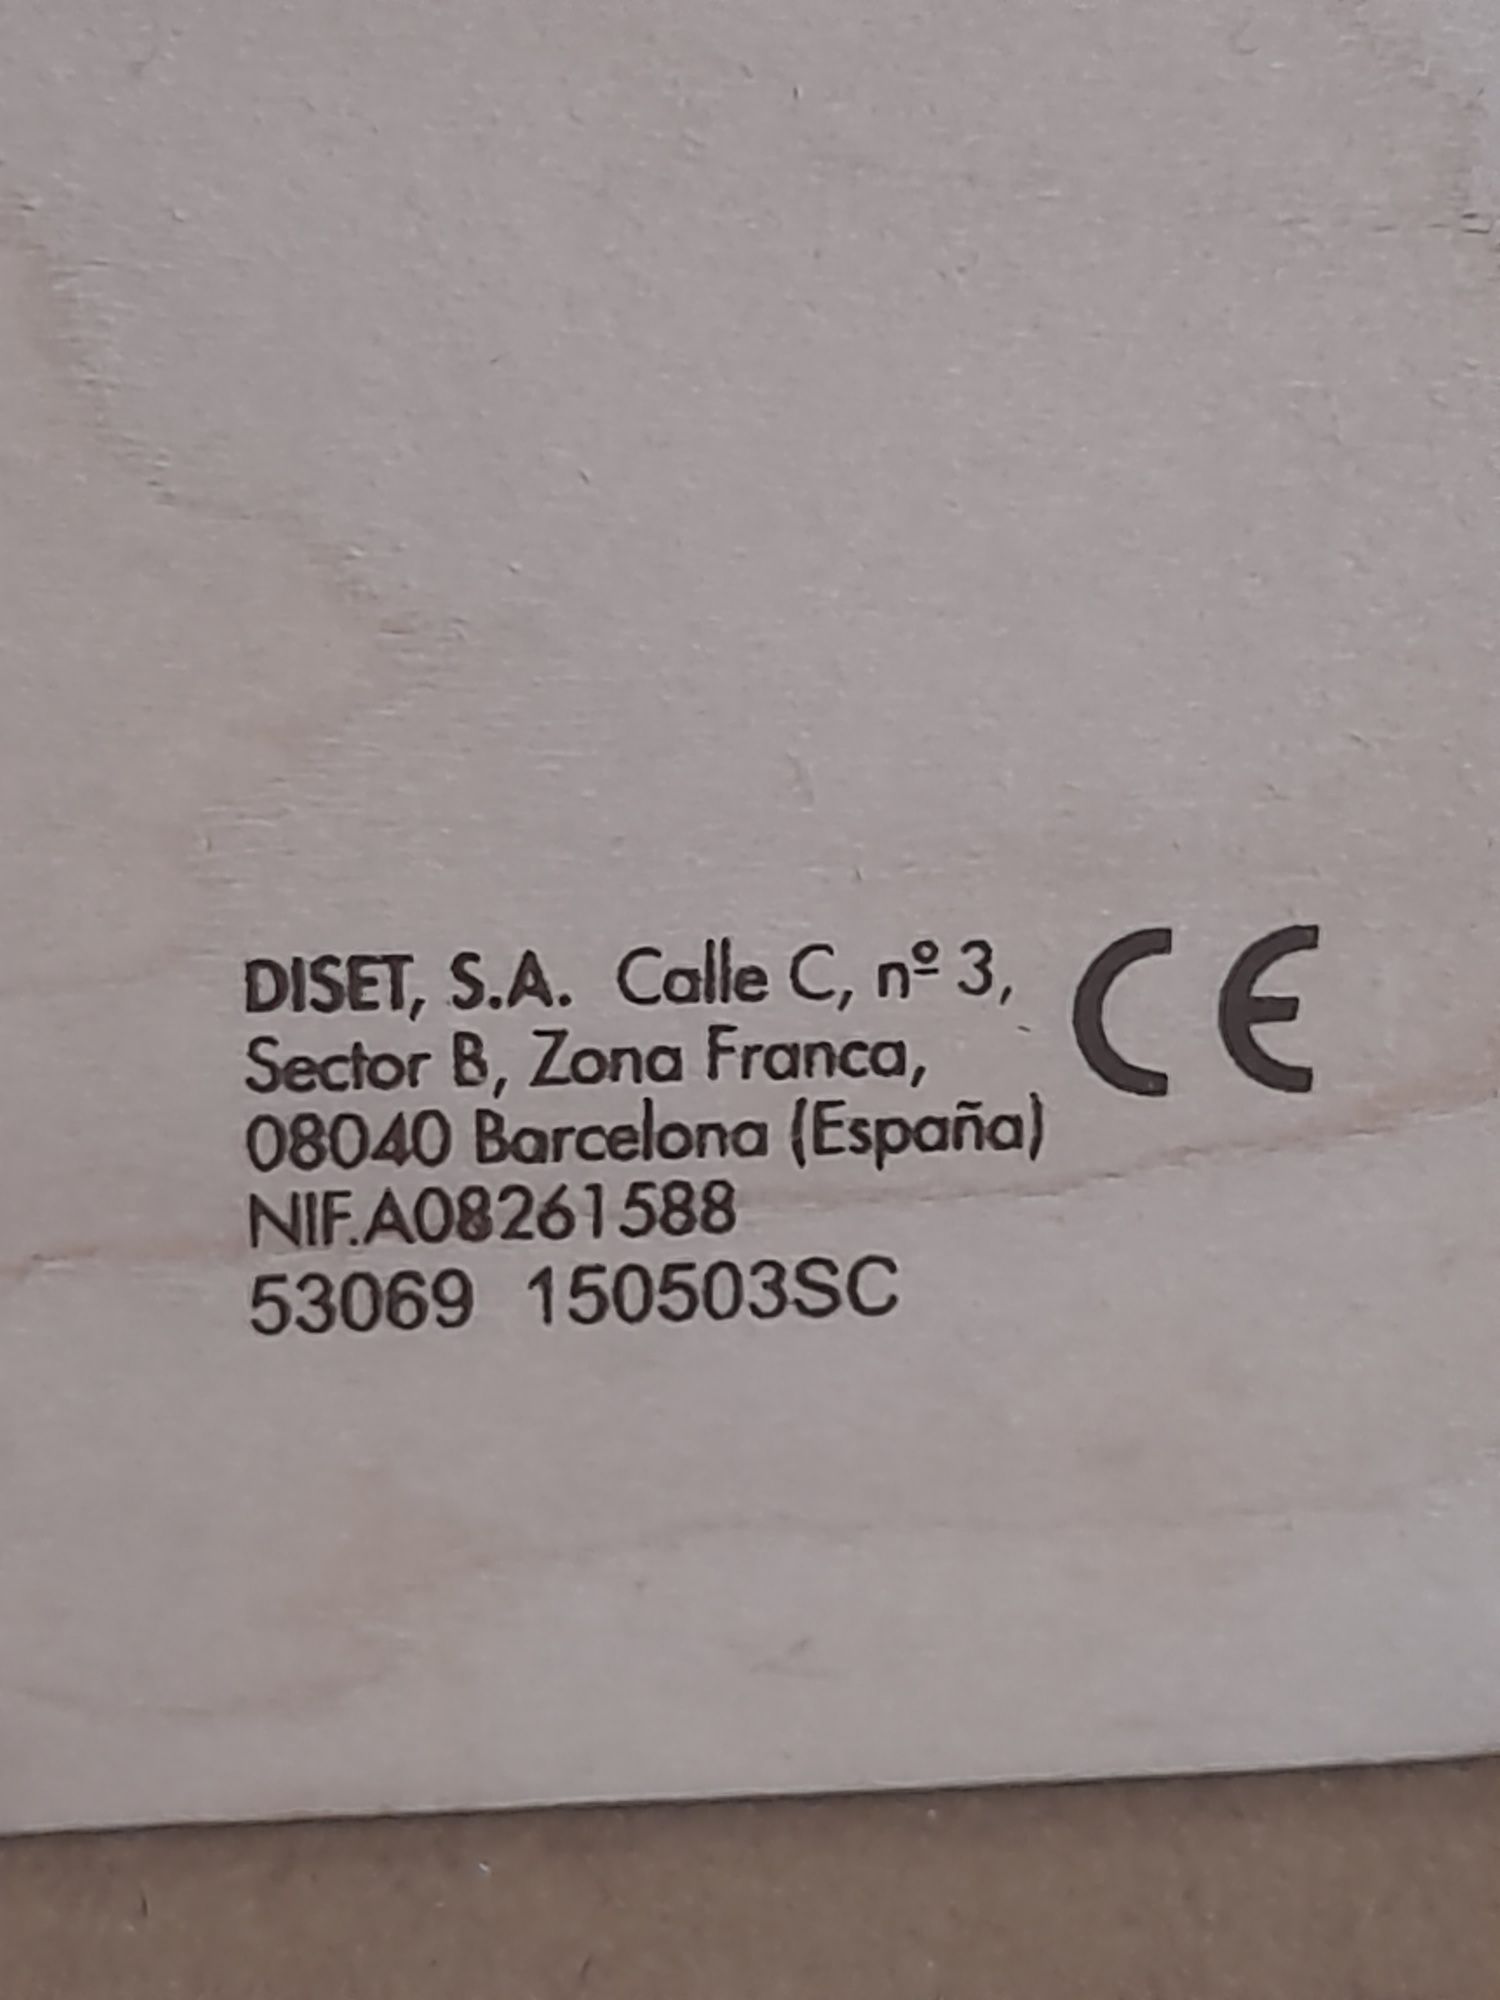 DISET, S.A. Calle C, nº 3,
Sector B, Zona Franca,
08040 Barcelona (España)
NIF.A08261588
53069 150503SC
CE